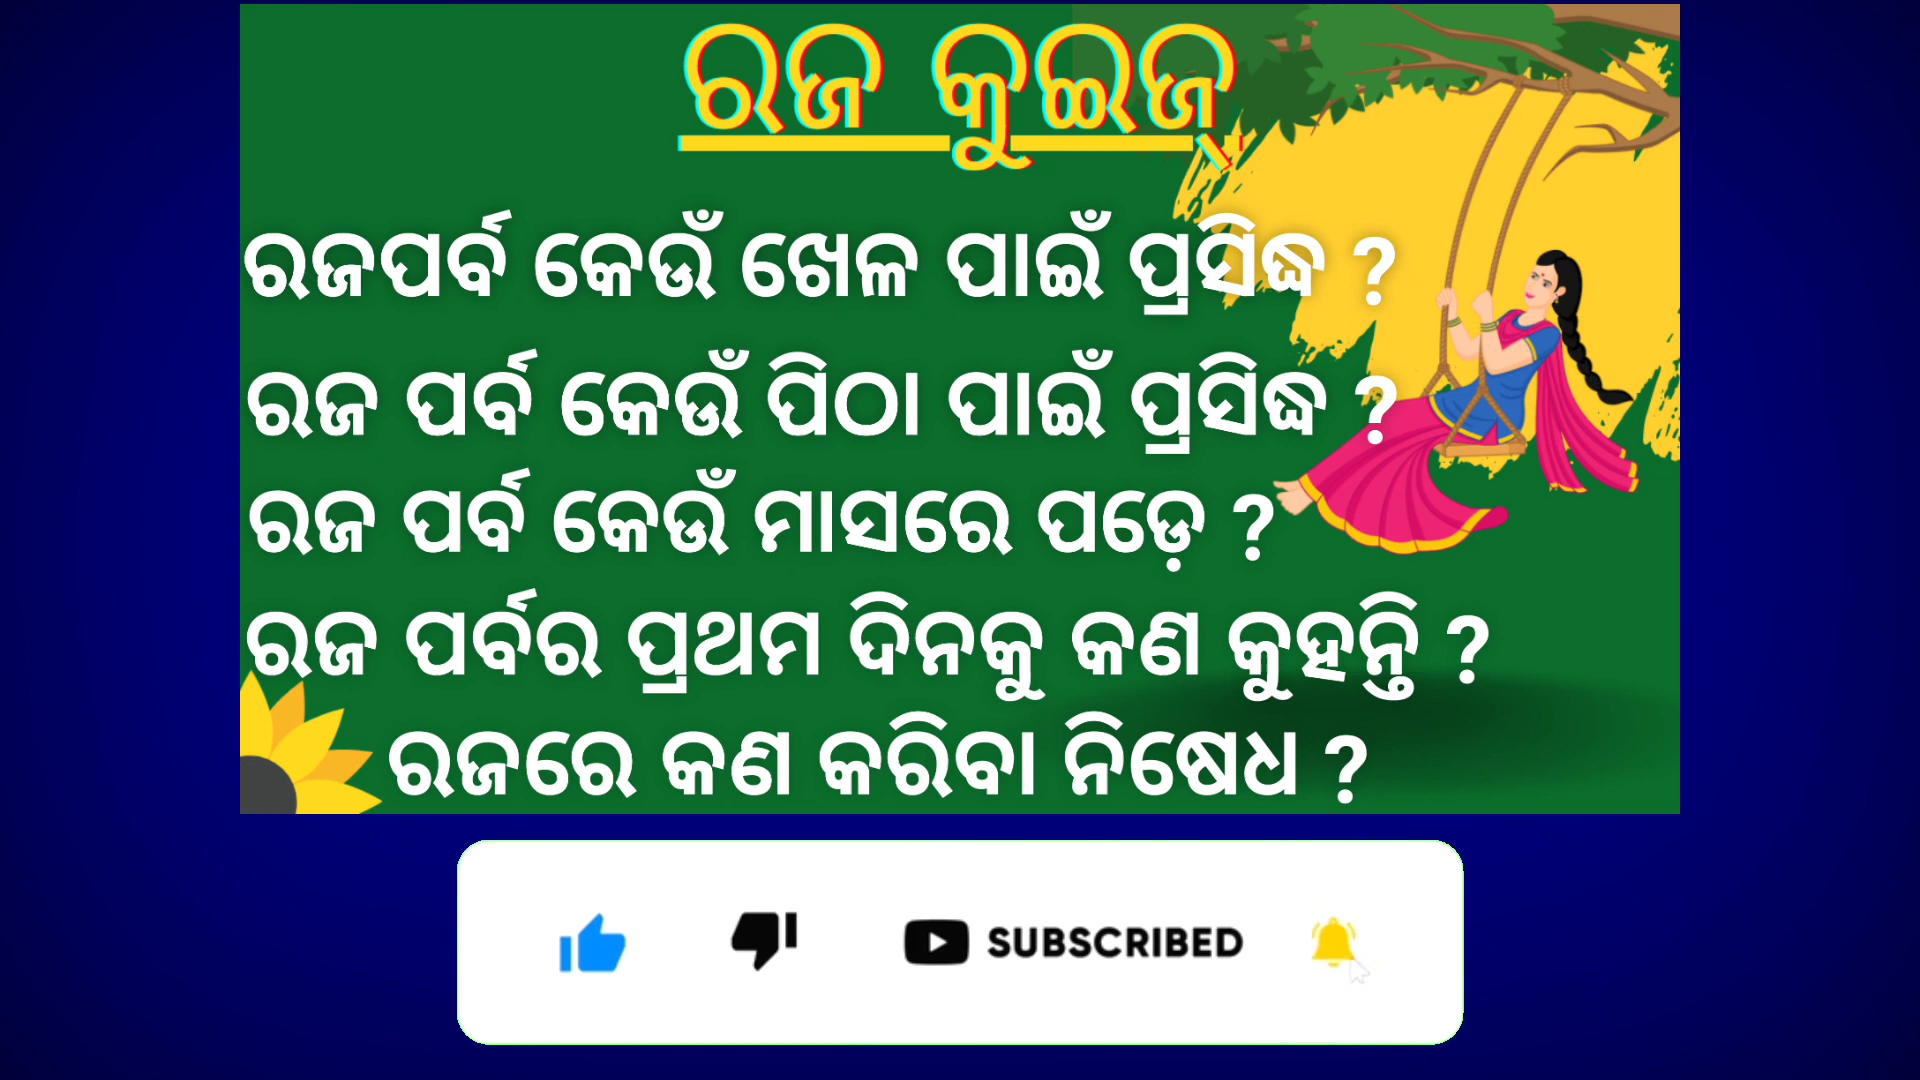 ରଜ କୁଇଜ୍
ରଜପର୍ବ କେଉଁ ଖେଳ ପାଇଁ ପ୍ରସିଦ୍ଧ ?
ରଜ ପର୍ବ କେଉଁ ପିଠା ପାଇଁ ପ୍ରସିଦ୍ଧ ?
ରଜ ପର୍ବ କେଉଁ ମାସରେ ପଡ଼େ ?
ରଜ ପର୍ବର ପ୍ରଥମ ଦିନକୁ କଣ କୁହନ୍ତି ?
ରଜରେ କଣ କରିବା ନିଷେଧ ?
SUBSCRIBED